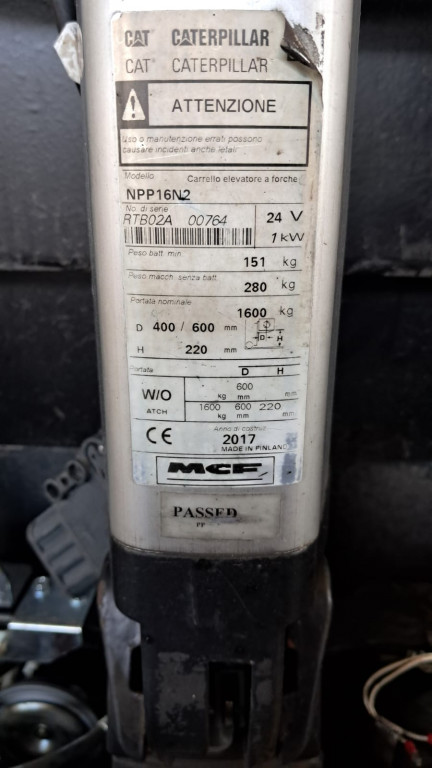 CAT CATERPILLAR
CAT CATERPILLAR
ATTENZIONE
Uso o manutenzione errati possono
causare incidenti anche letali
Modello Carrello elevatore a forche
NPP16N2
No. di serie
RTB02A 00764 24 V
1 kW
Peso batt. min 151 kg
Peso macch. senza batt. 280 kg
Portata nominale
1600 kg
D 400 / 600 mm
D H
H 220 mm
Portate D H
W/O 600
kg mm mm
ATCH 1600 600 220
kg mm mm
Anno di costruz.
CE 2017
MADE IN FINLAND
MCF
PASSED
PP